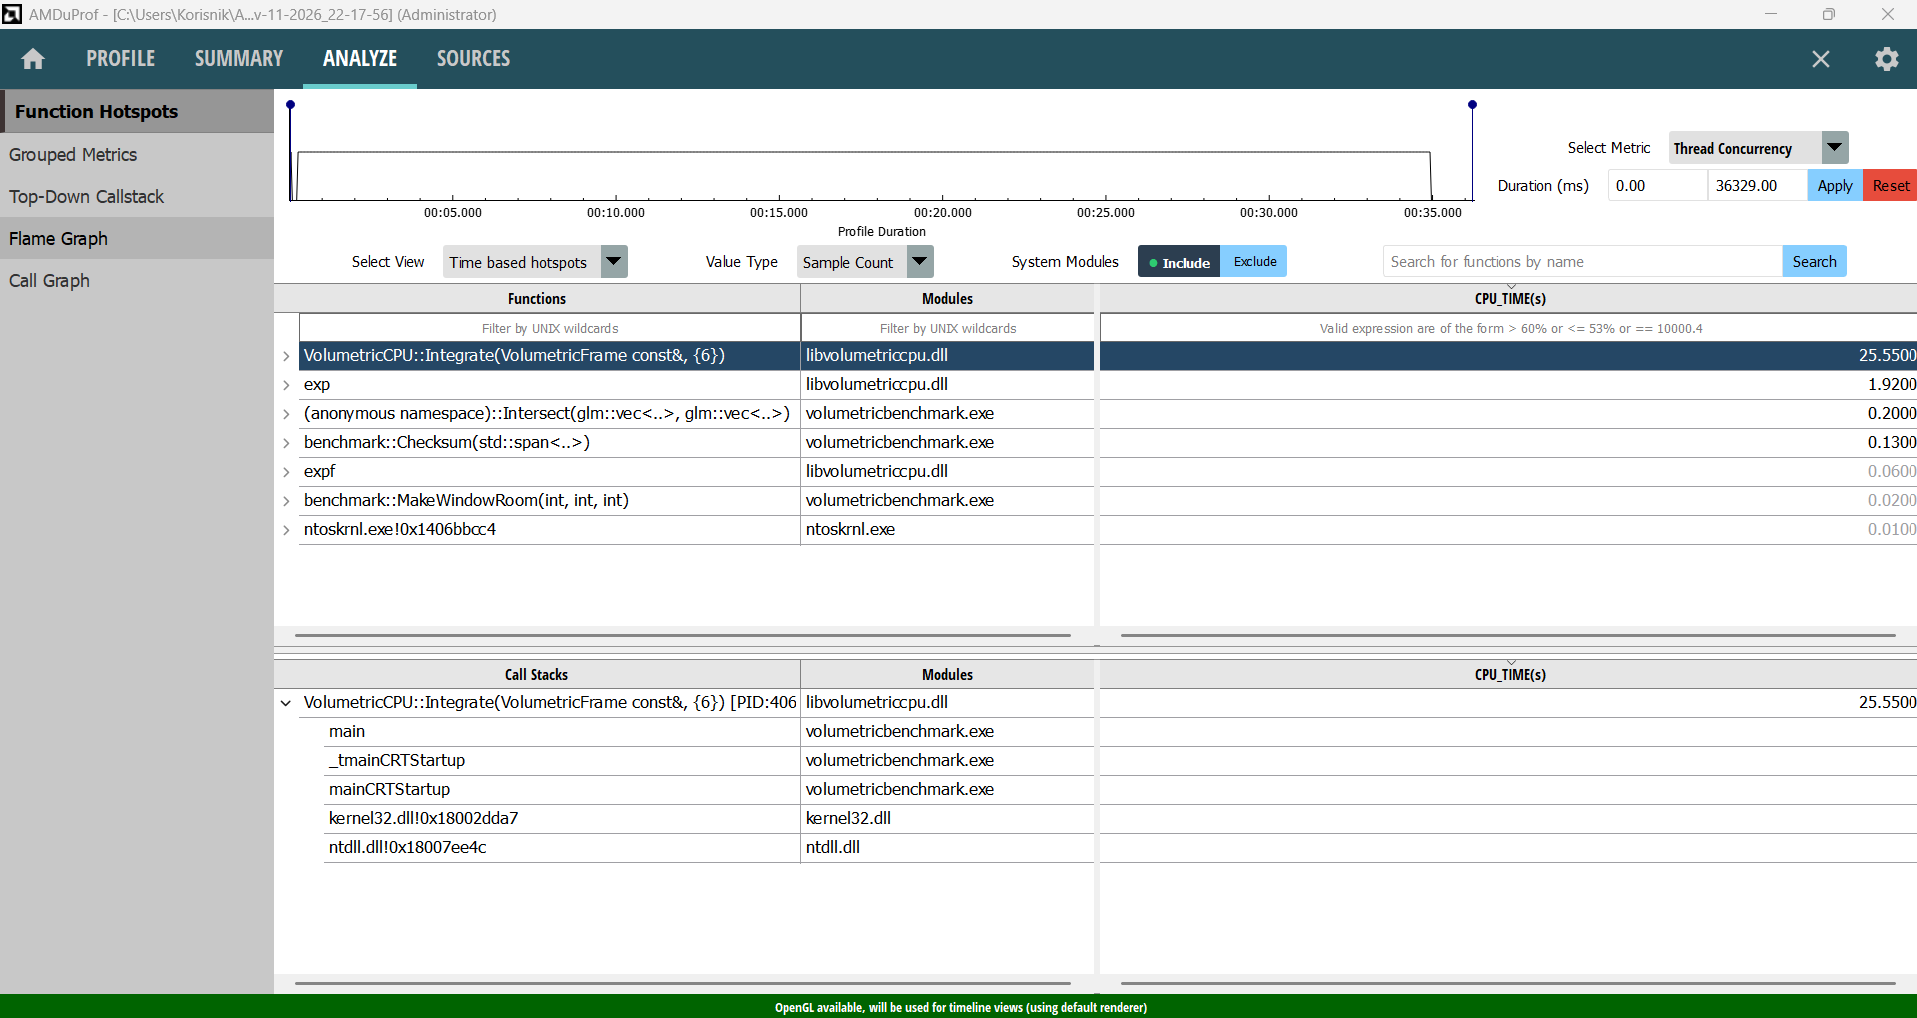 AMDuProf - [C:\Users\Korisnik\A...v-11-2026_22-17-56] (Administrator)
PROFILE SUMMARY ANALYZE SOURCES
Function Hotspots
Grouped Metrics
Top-Down Callstack
Flame Graph
Call Graph
00:05.000 00:10.000 00:15.000 00:20.000 00:25.000 00:30.000 00:35.000
Profile Duration
Select Metric Thread Concurrency
Duration (ms) 0.00 36329.00 Apply Reset
Select View Time based hotspots Value Type Sample Count System Modules Include Exclude Search for functions by name Search
Functions Modules CPU_TIME(s)
Filter by UNIX wildcards Filter by UNIX wildcards Valid expression are of the form > 60% or <= 53% or == 10000.4
VolumetricCPU::Integrate(VolumetricFrame const&, {6}) libvolumetriccpu.dll 25.5500
exp libvolumetriccpu.dll 1.9200
(anonymous namespace)::Intersect(glm::vec<..>, glm::vec<..>) volumetricbenchmark.exe 0.2000
benchmark::Checksum(std::span<..>) volumetricbenchmark.exe 0.1300
expf libvolumetriccpu.dll 0.0600
benchmark::MakeWindowRoom(int, int, int) volumetricbenchmark.exe 0.0200
ntoskrnl.exe!0x1406bbcc4 ntoskrnl.exe 0.0100
Call Stacks Modules CPU_TIME(s)
VolumetricCPU::Integrate(VolumetricFrame const&, {6}) [PID:406 libvolumetriccpu.dll 25.5500
main volumetricbenchmark.exe
_tmainCRTStartup volumetricbenchmark.exe
mainCRTStartup volumetricbenchmark.exe
kernel32.dll!0x18002dda7 kernel32.dll
ntdll.dll!0x18007ee4c ntdll.dll
OpenGL available, will be used for timeline views (using default renderer)